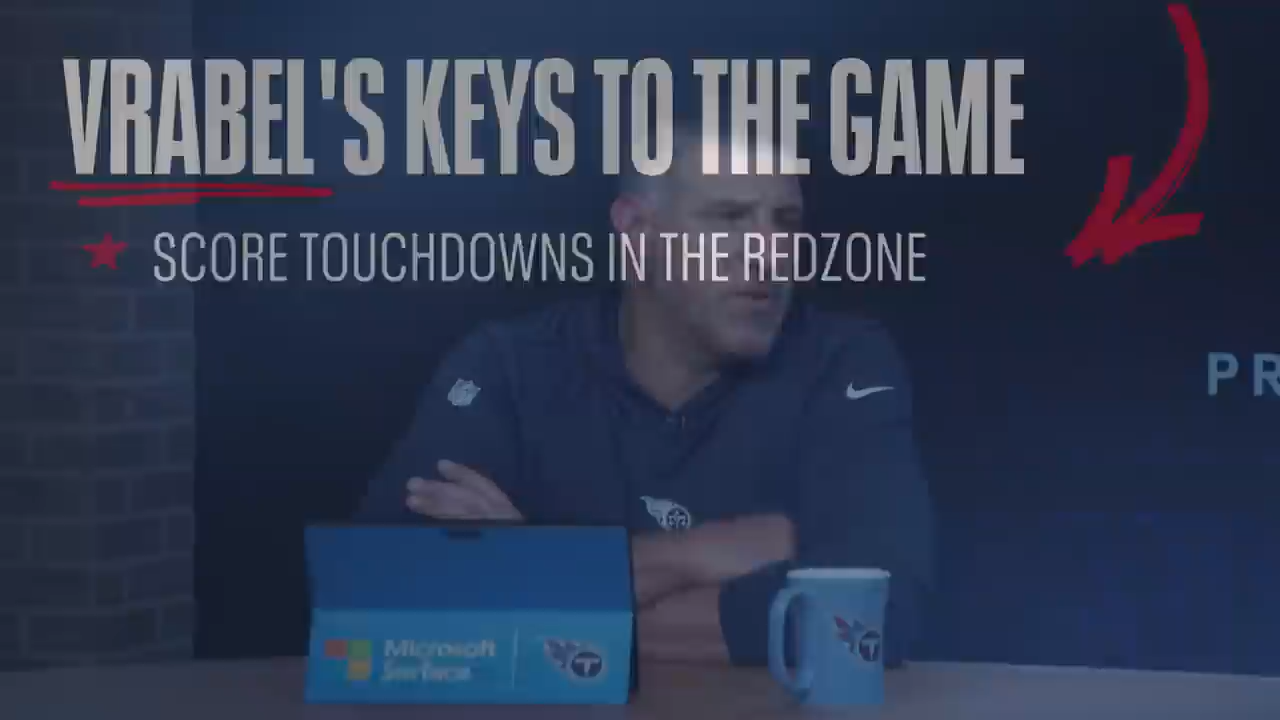 VRABEL'S KEYS TO THE GAME
SCORE TOUCHDOWNS IN THE REDZONE
PR
Microsoft
Surface
T